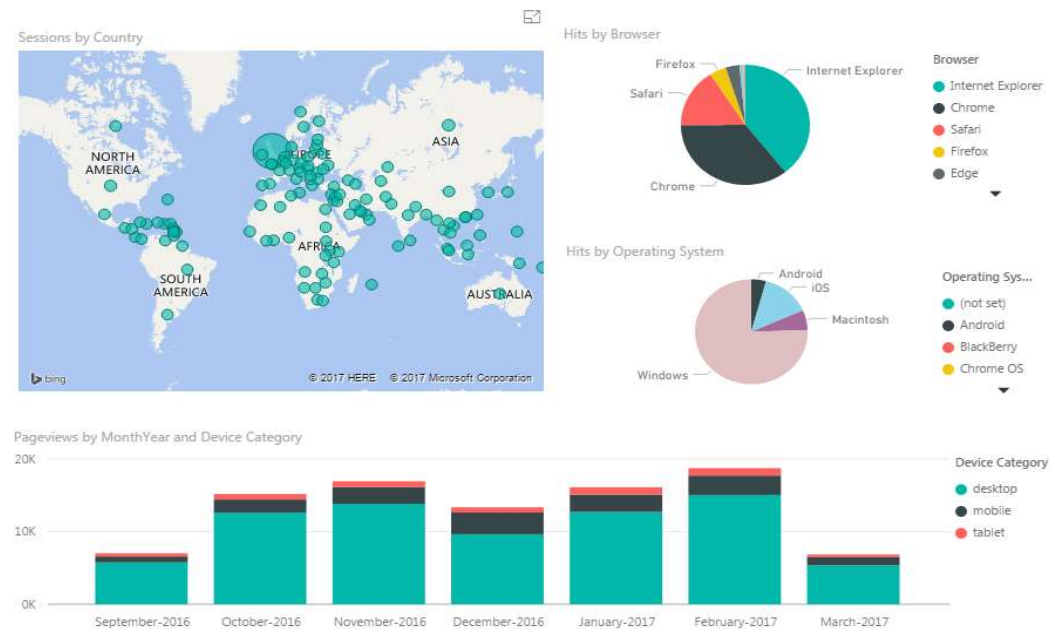 Sessions by Country
NORTH
AMERICA
EUROPE
ASIA
AFRICA
SOUTH
AMERICA
AUSTRALIA
bing
© 2017 HERE © 2017 Microsoft Corporation
Hits by Browser
Firefox
Internet Explorer
Safari
Chrome
Browser
Internet Explorer
Chrome
Safari
Firefox
Edge
Hits by Operating System
Android
iOS
Macintosh
Windows
Operating Sys...
(not set)
Android
BlackBerry
Chrome OS
Pageviews by MonthYear and Device Category
20K
10K
0K
September-2016 October-2016 November-2016 December-2016 January-2017 February-2017 March-2017
Device Category
desktop
mobile
tablet